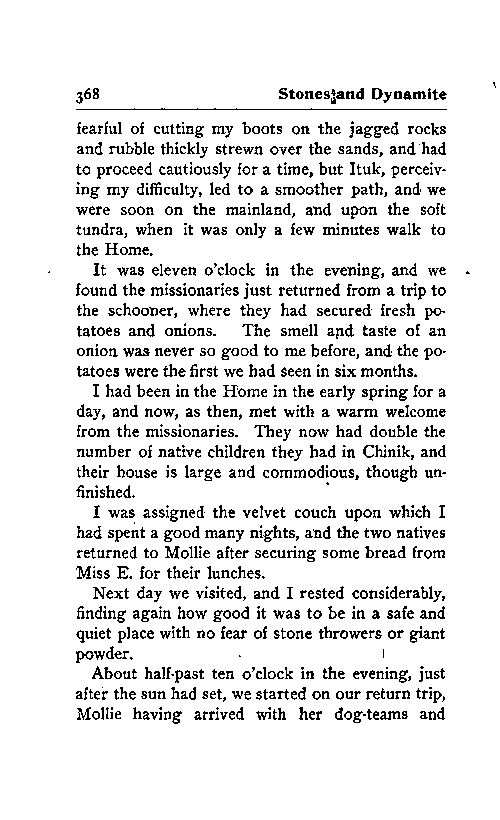 368 Stones and Dynamite
fearful of cutting my boots on the jagged rocks
and rubble thickly strewn over the sands, and had
to proceed cautiously for a time, but Ituk, perceiv-
ing my difficulty, led to a smoother path, and we
were soon on the mainland, and upon the soft
tundra, when it was only a few minutes walk to
the Home.
It was eleven o'clock in the evening, and we
found the missionaries just returned from a trip to
the schooner, where they had secured fresh po-
tatoes and onions. The smell and taste of an
onion was never so good to me before, and the po-
tatoes were the first we had seen in six months.
I had been in the Home in the early spring for a
day, and now, as then, met with a warm welcome
from the missionaries. They now had double the
number of native children they had in Chinik, and
their house is large and commodious, though un-
finished.
I was assigned the velvet couch upon which I
had spent a good many nights, and the two natives
returned to Mollie after securing some bread from
Miss E. for their lunches.
Next day we visited, and I rested considerably,
finding again how good it was to be in a safe and
quiet place with no fear of stone throwers or giant
powder.
About half-past ten o'clock in the evening, just
after the sun had set, we started on our return trip,
Mollie having arrived with her dog-teams and